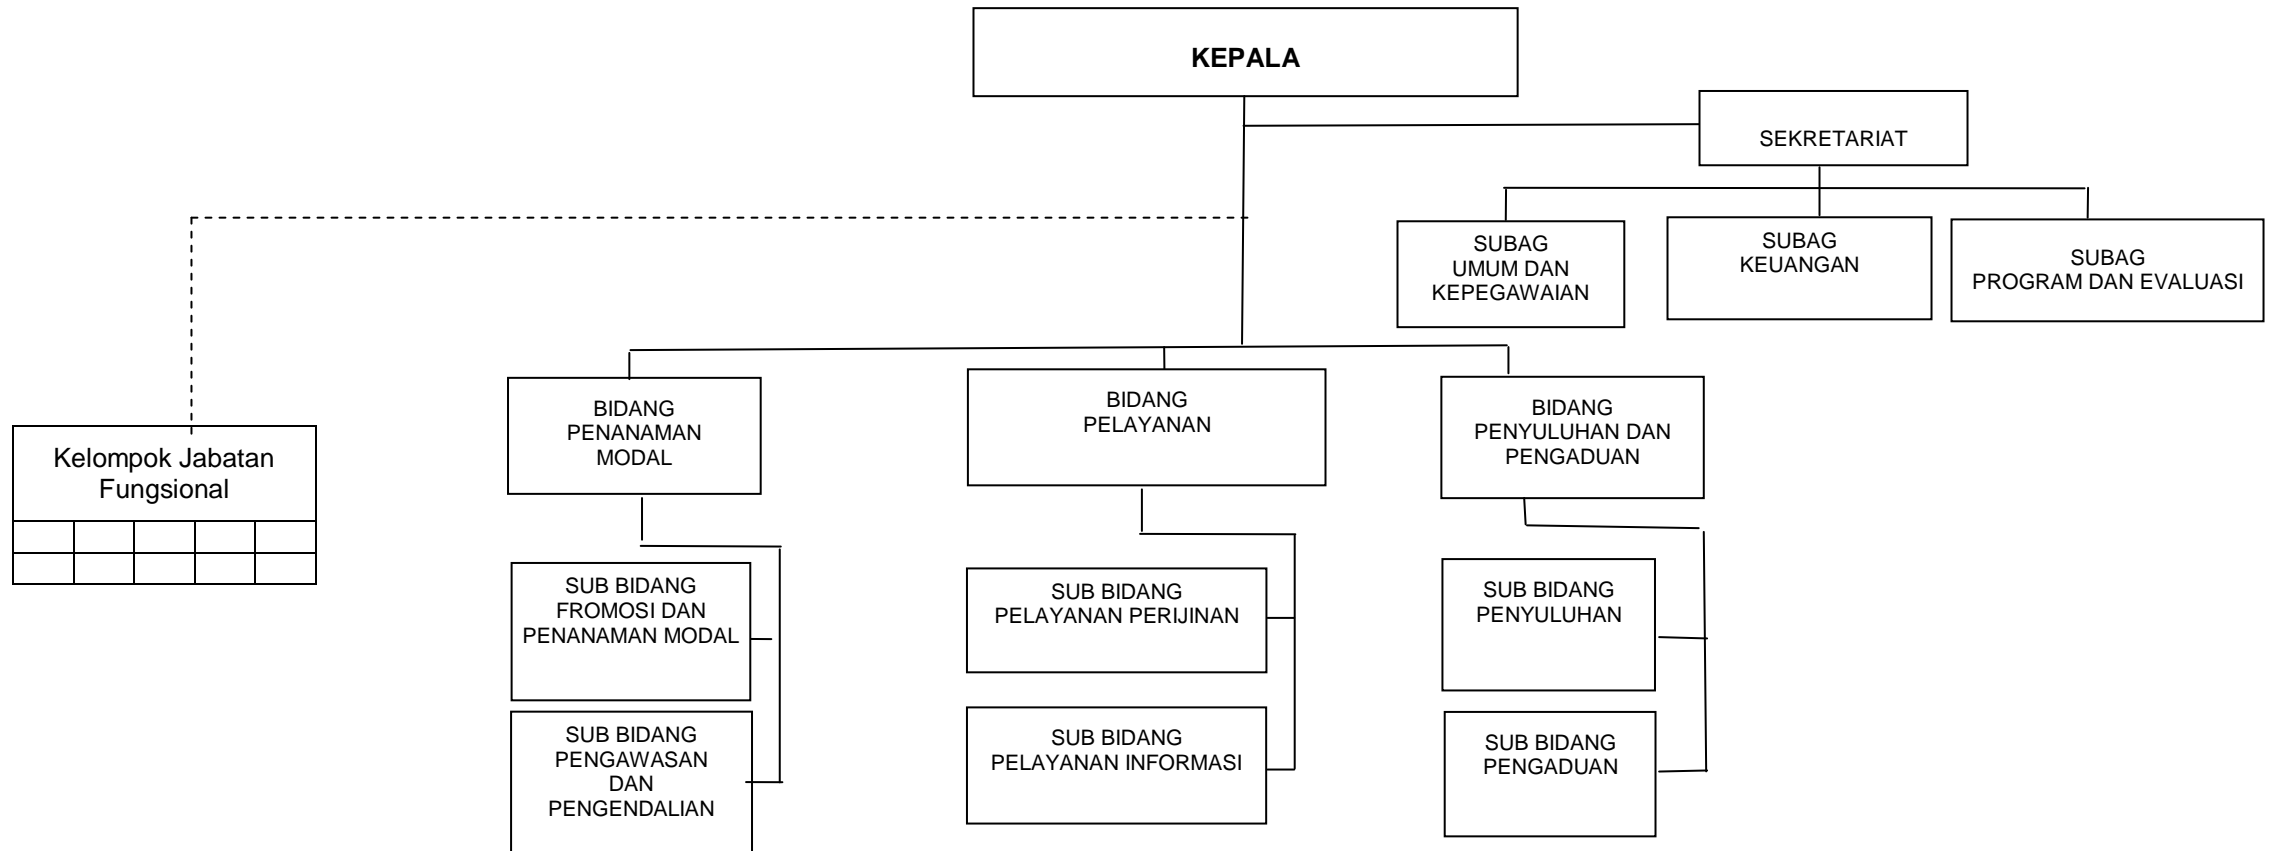 KEPALA
SEKRETARIAT
SUBAG
UMUM DAN
KEPEGAWAIAN
SUBAG
KEUANGAN
SUBAG
PROGRAM DAN EVALUASI
Kelompok Jabatan
Fungsional
BIDANG
PENANAMAN
MODAL
BIDANG
PELAYANAN
BIDANG
PENYULUHAN DAN
PENGADUAN
SUB BIDANG
FROMOSI DAN
PENANAMAN MODAL
SUB BIDANG
PELAYANAN PERIJINAN
SUB BIDANG
PENYULUHAN
SUB BIDANG
PENGAWASAN
DAN
PENGENDALIAN
SUB BIDANG
PELAYANAN INFORMASI
SUB BIDANG
PENGADUAN